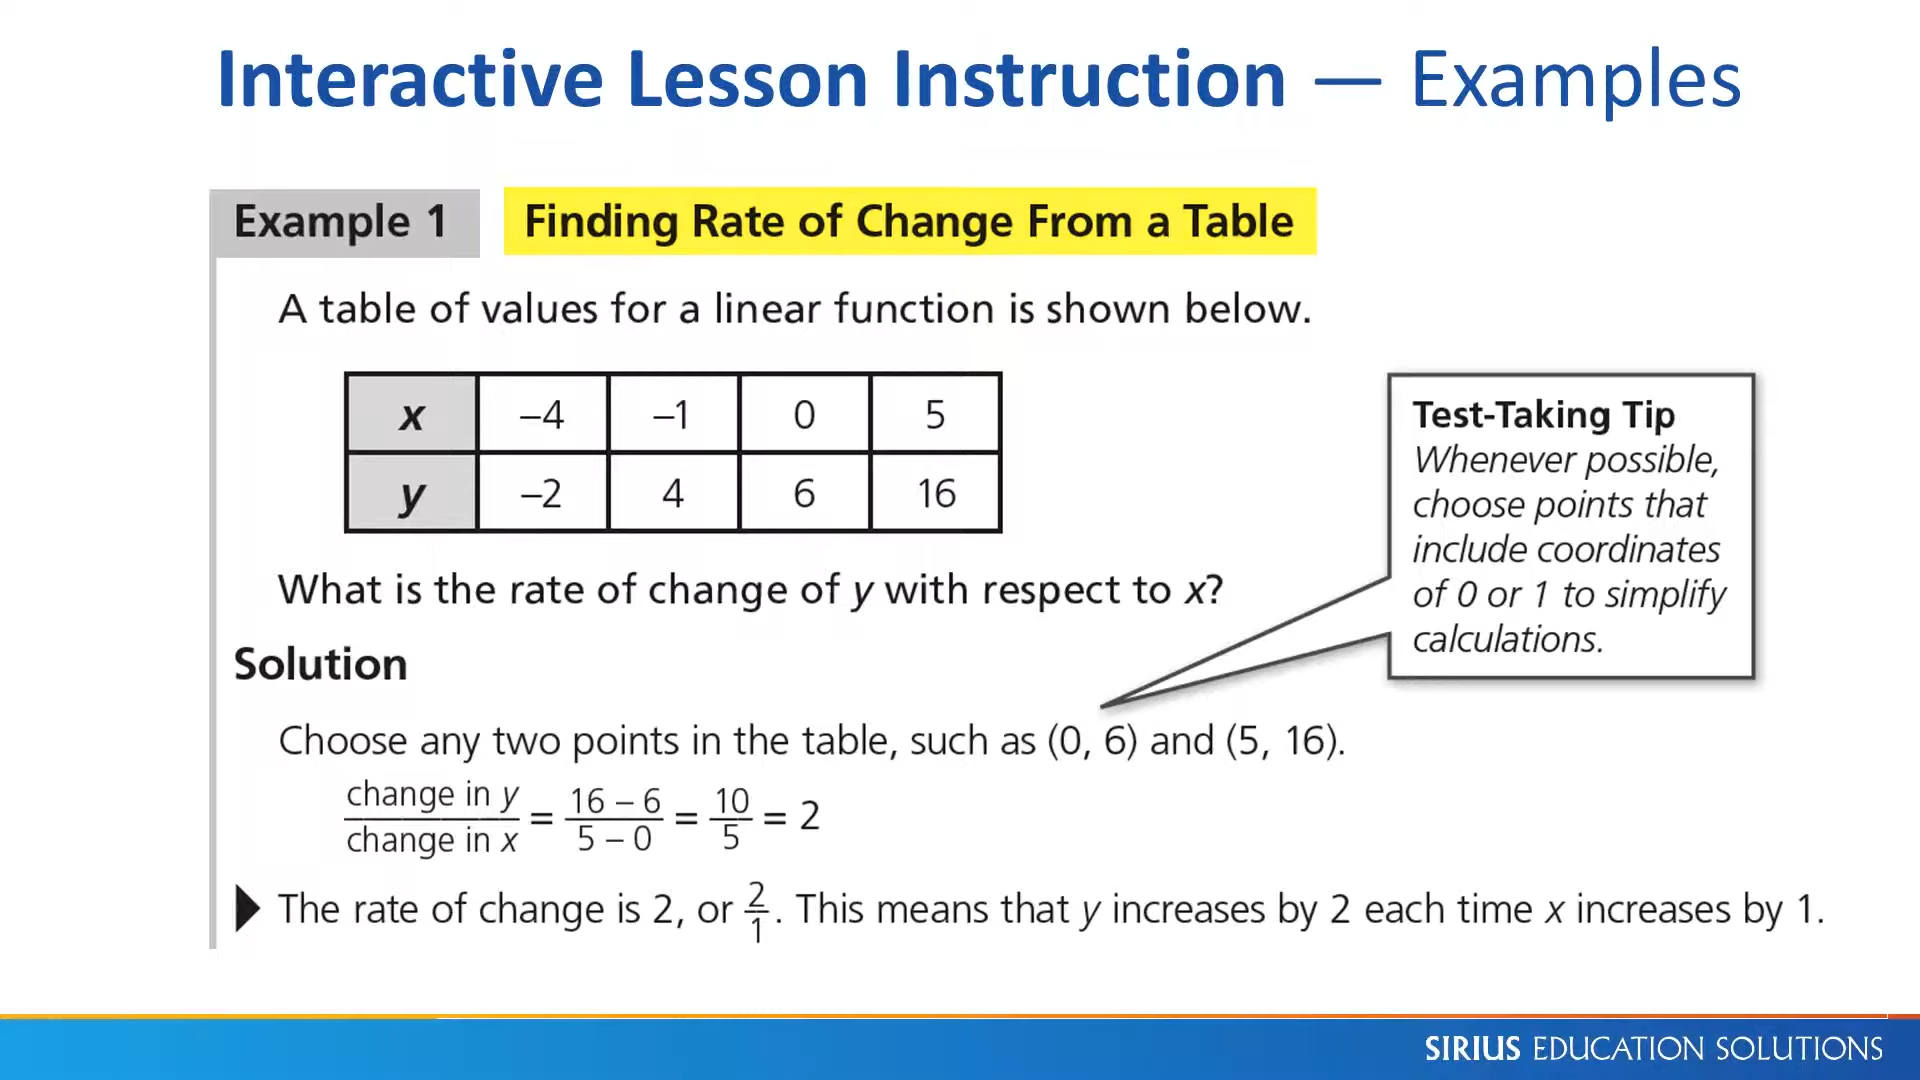 Interactive Lesson Instruction — Examples
Example 1 Finding Rate of Change From a Table
A table of values for a linear function is shown below.
x –4 –1 0 5
y –2 4 6 16
What is the rate of change of y with respect to x?
Test-Taking Tip
Whenever possible,
choose points that
include coordinates
of 0 or 1 to simplify
calculations.
Solution
Choose any two points in the table, such as (0, 6) and (5, 16).
change in y / change in x = 16 – 6 / 5 – 0 = 10 / 5 = 2
The rate of change is 2, or 2/1. This means that y increases by 2 each time x increases by 1.
SIRIUS EDUCATION SOLUTIONS